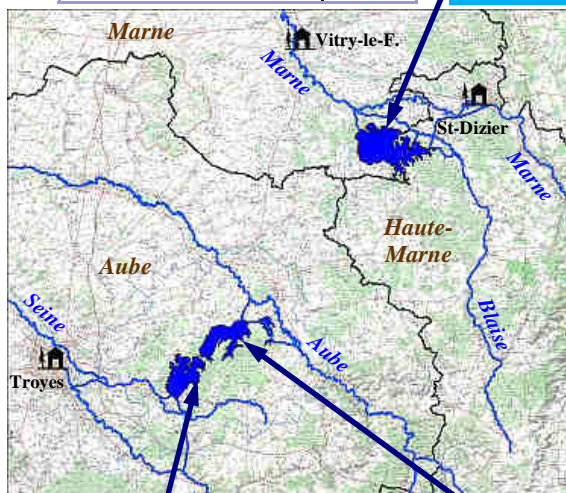 Marne
Vitry-le-F.
Marne
St-Dizier
Marne
Haute-
Marne
Aube
Blaise
Seine
Aube
Troyes